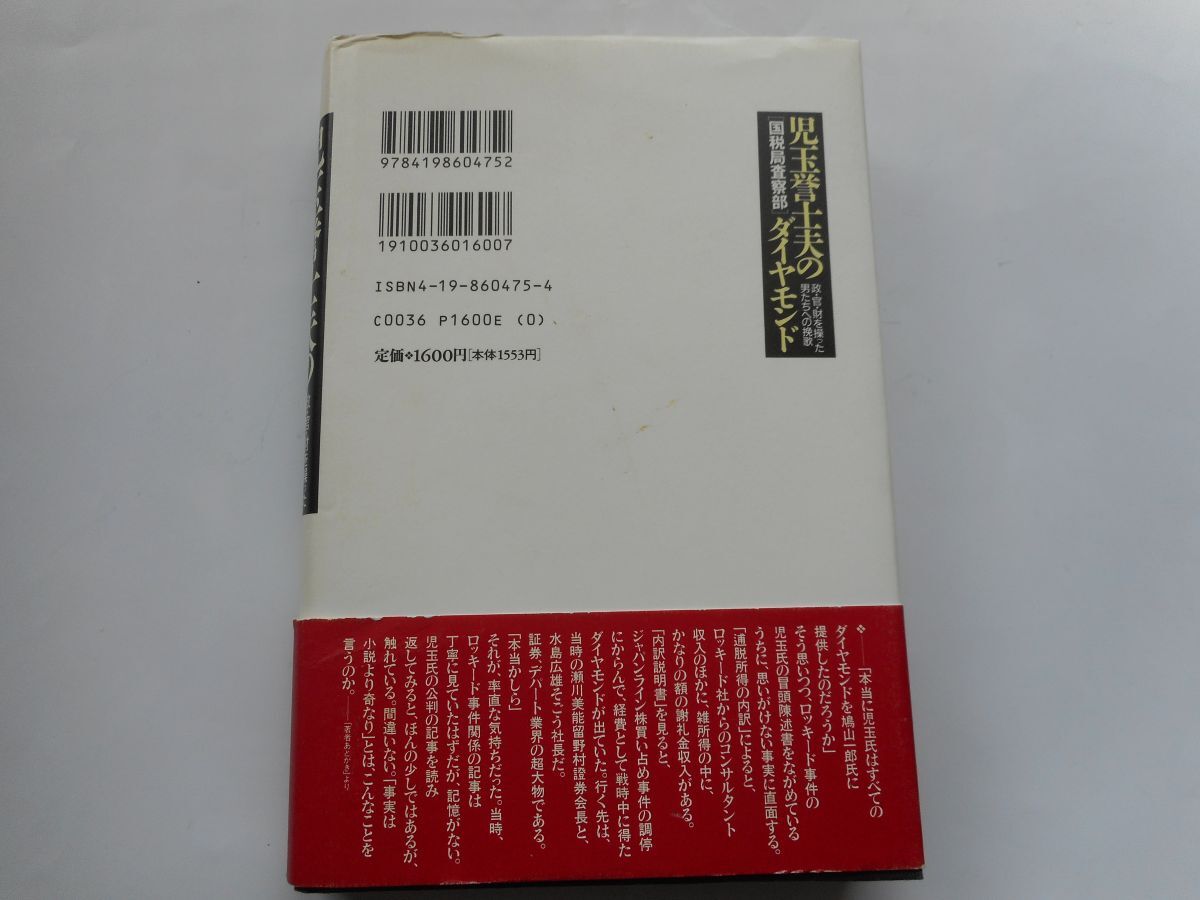 9784198604752
1910036016007
ISBN4-19-860475-4
C0036 P1600E (0)
定価❖1600円[本体1553円]
児玉誉士夫の
[国税局査察部]
ダイヤモンド
政・官・財を操った
男たちへの挽歌
❖——「本当に児玉氏はすべての
ダイヤモンドを鳩山一郎氏に
提供したのだろうか」
そう思いつつ、ロッキード事件の
児玉氏の冒頭陳述書をながめている
うちに、思いがけない事実に直面する。
「逋脱所得の内訳」によると、
ロッキード社からのコンサルタント
収入のほかに、雑所得の中に、
かなりの額の謝礼金収入がある。
「内訳説明書」を見ると、
ジャパンライン株買い占め事件の調停
にからんで、経費として戦時中に得た
ダイヤモンドが出ていた。行く先は、
当時の瀬川美能留野村證券会長と、
水島広雄そごう社長だ。
証券、デパート業界の超大物である。
「本当かしら」
それが、率直な気持ちだった。当時、
ロッキード事件関係の記事は
丁寧に見ていたはずだが、記憶がない。
児玉氏の公判の記事を読み
返してみると、ほんの少しではあるが、
触れている。間違いない。「事実は
小説より奇なり」とは、こんなことを
言うのか。——「著者あとがき」より